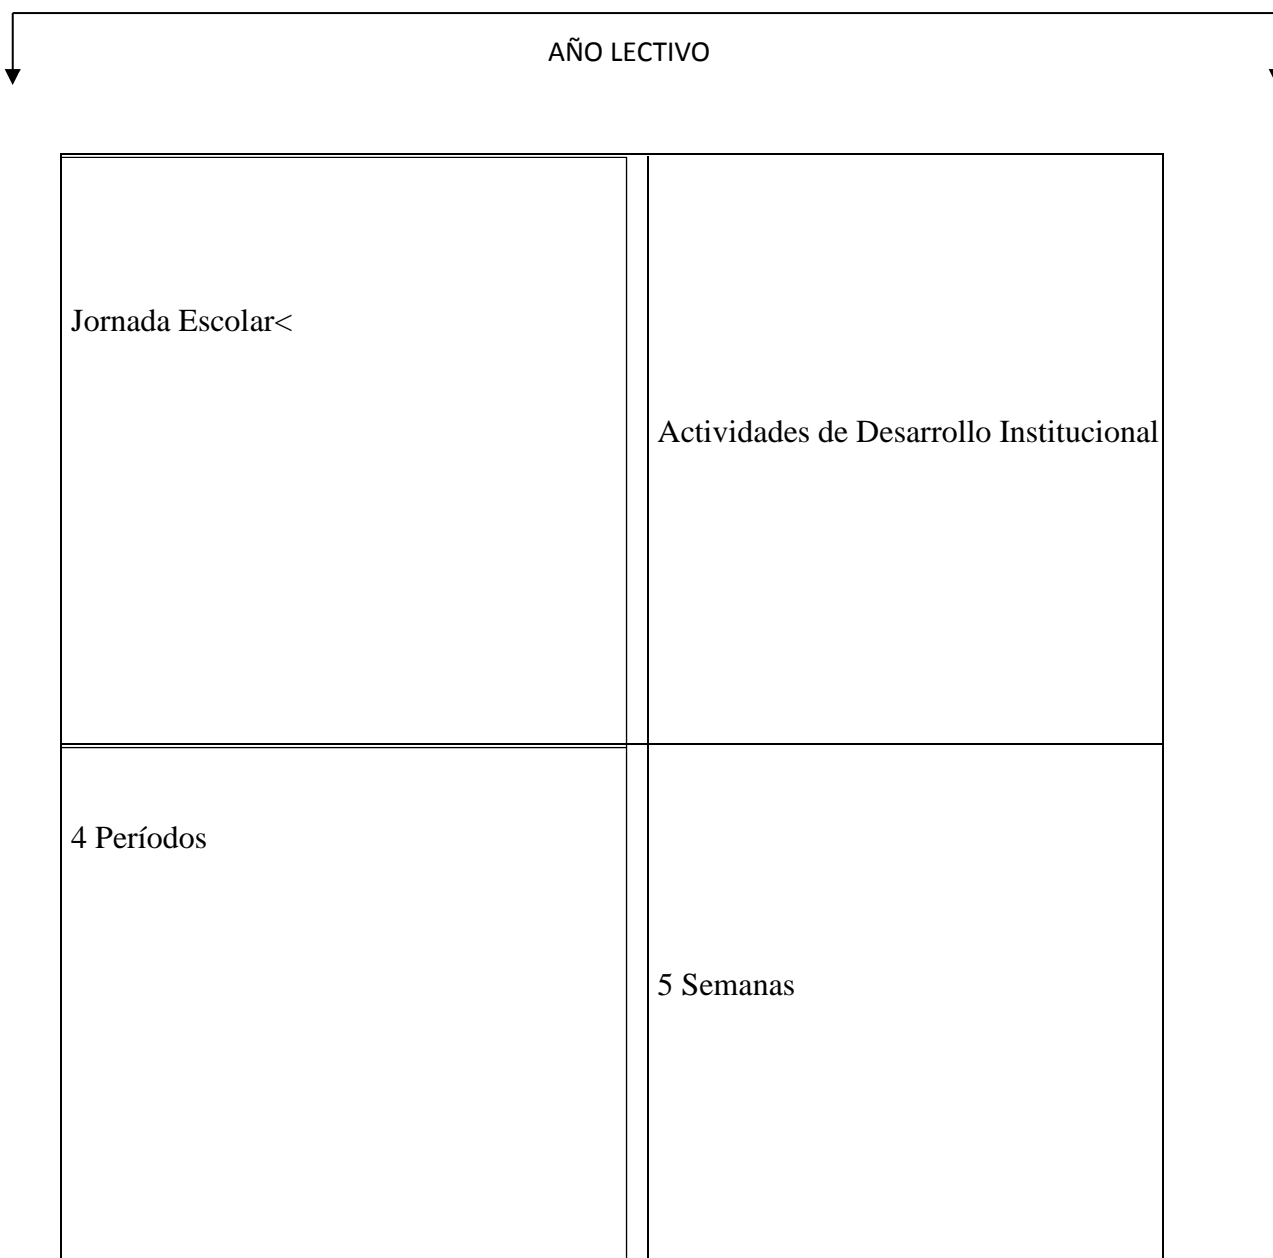 AÑO LECTIVO
Jornada Escolar<
Actividades de Desarrollo Institucional
4 Períodos
5 Semanas